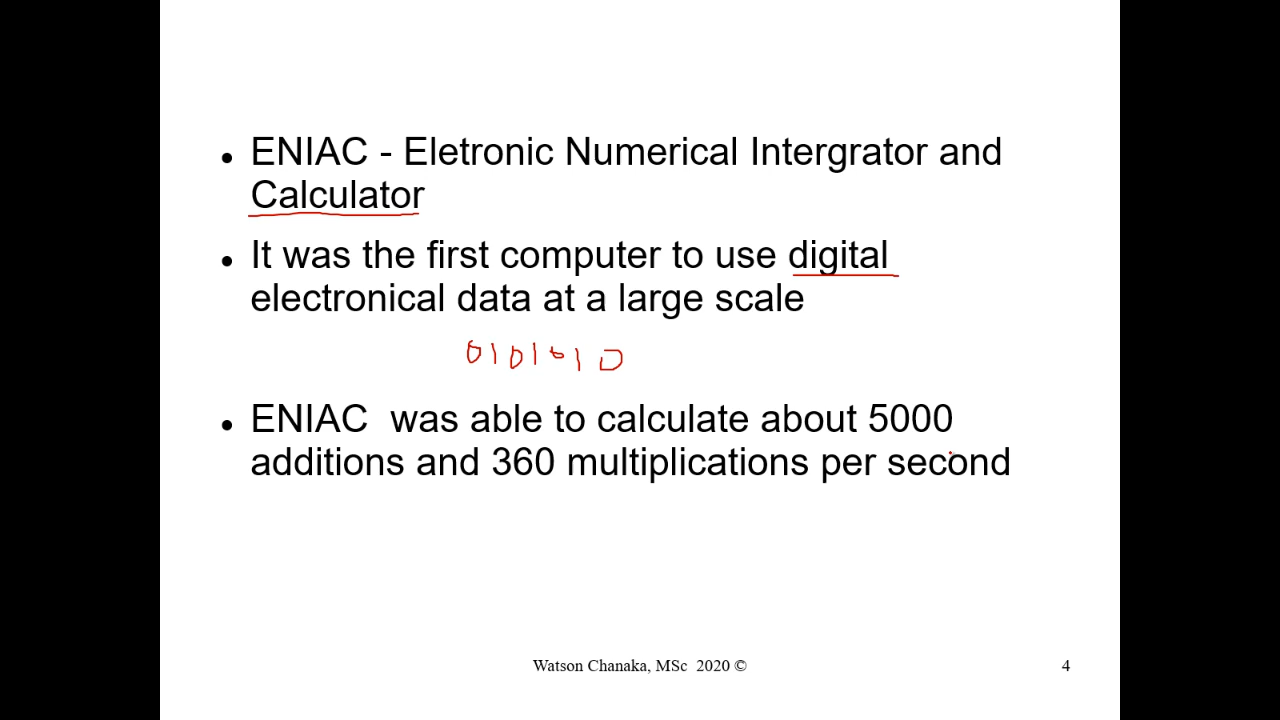 • ENIAC - Eletronic Numerical Intergrator and
Calculator
• It was the first computer to use digital
electronical data at a large scale
0101010
• ENIAC  was able to calculate about 5000
additions and 360 multiplications per second
Watson Chanaka, MSc  2020 ©
4